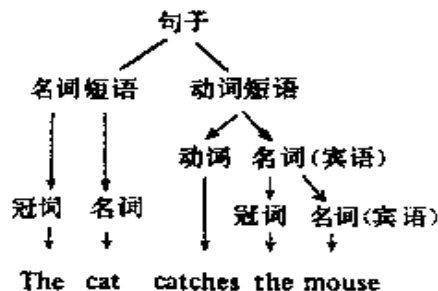 句子
名词短语 动词短语
动词 名词(宾语)
冠词 名词 冠词 名词(宾语)
The cat catches the mouse